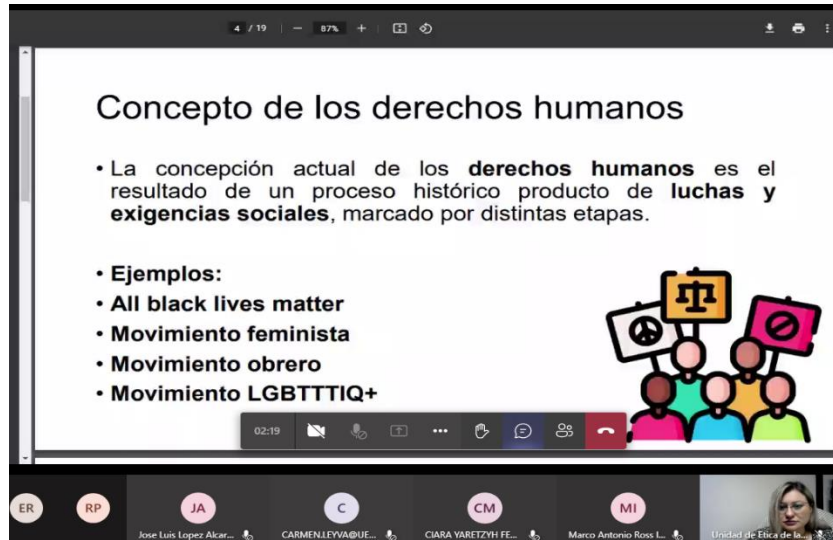 4 / 19 — 87% +
Concepto de los derechos humanos
• La concepción actual de los derechos humanos es el
resultado de un proceso histórico producto de luchas y
exigencias sociales, marcado por distintas etapas.
• Ejemplos:
• All black lives matter
• Movimiento feminista
• Movimiento obrero
• Movimiento LGBTTTIQ+
02:19
ER RP JA C CM MI
Jose Luis Lopez Alcar... CARMEN.LEYVA@UE... CIARA YARETZYH FE... Marco Antonio Ross I... Unidad de Etica de la...